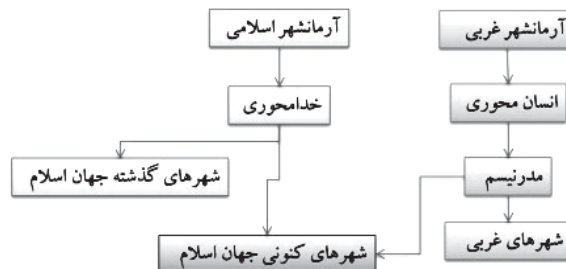 آرمانشهر غربی
آرمانشهر اسلامی
انسان محوری
خدامحوری
مدرنیسم
شهرهای گذشته جهان اسلام
شهرهای غربی
شهرهای کنونی جهان اسلام